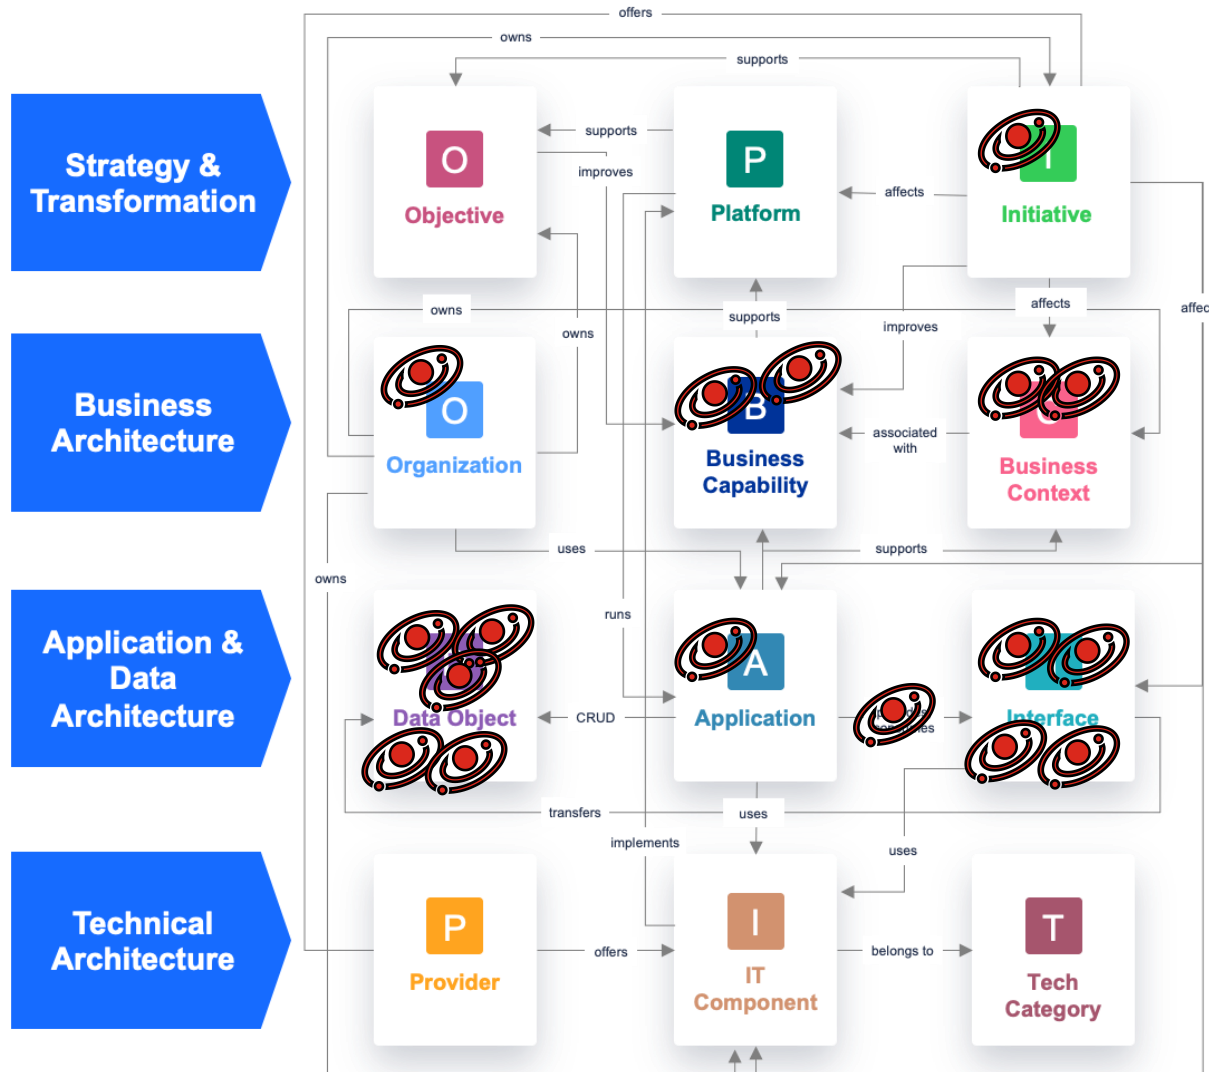 offers
owns
supports
Strategy &
Transformation
O
Objective
supports
improves
P
Platform
affects
Initiative
owns
owns
supports
improves
affects
Business
Architecture
O
Organization
B
Business
Capability
associated
with
Business
Context
uses
supports
owns
Application &
Data
Architecture
Data Object
CRUD
runs
A
Application
Interface
transfers
uses
implements
uses
Technical
Architecture
P
Provider
offers
I
IT
Component
belongs to
T
Tech
Category